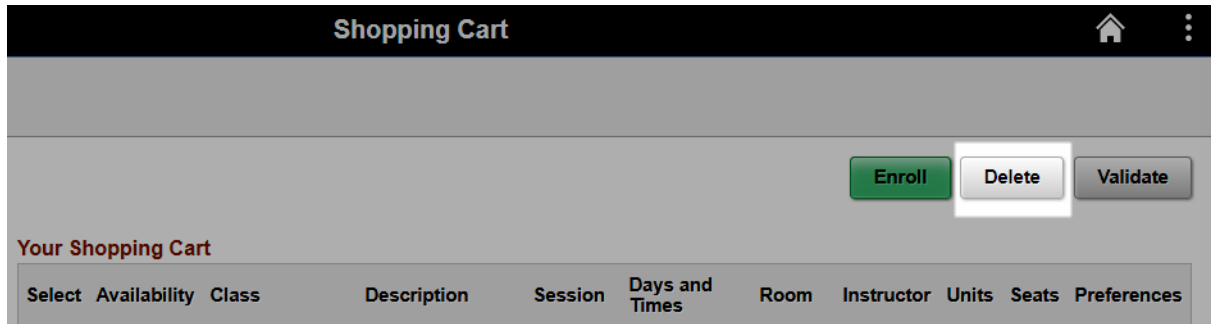 Shopping Cart
Enroll Delete Validate
Your Shopping Cart
Select Availability Class Description Session Days and Times Room Instructor Units Seats Preferences